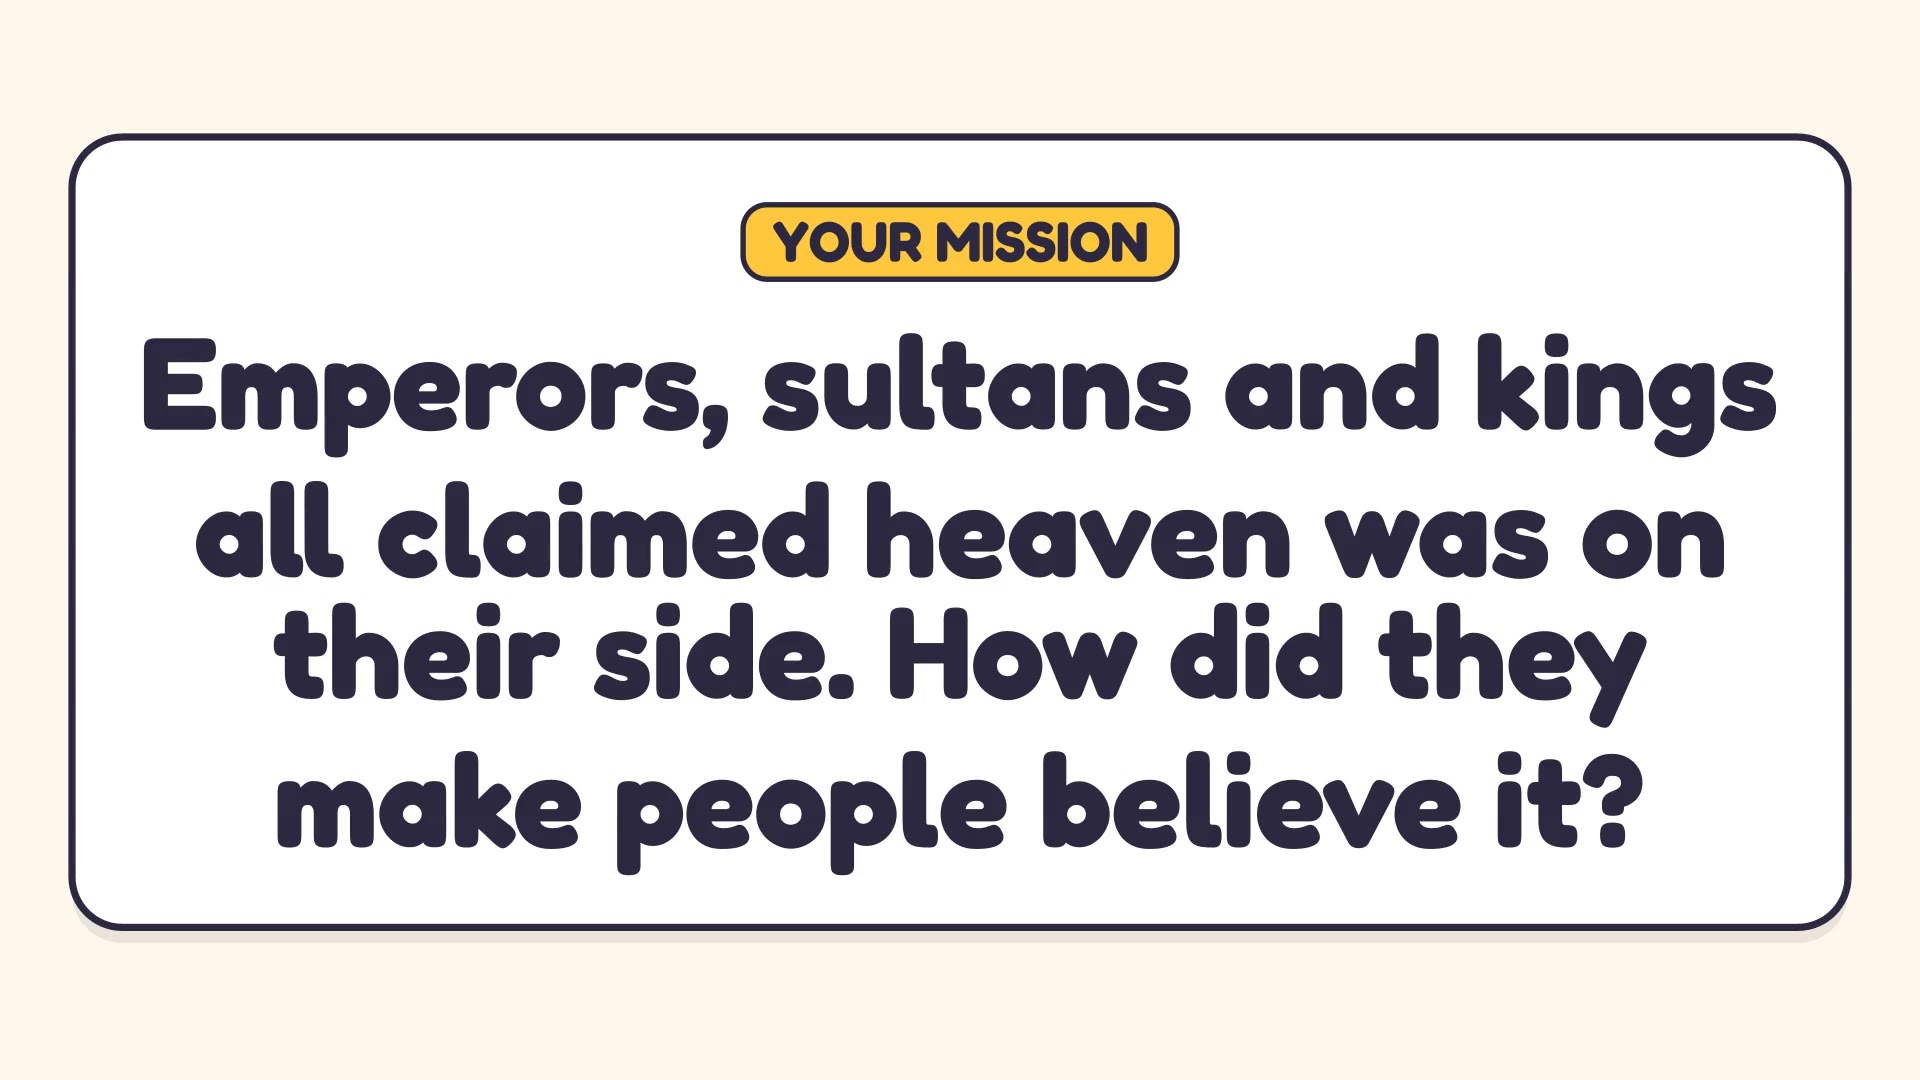 YOUR MISSION
Emperors, sultans and kings
all claimed heaven was on
their side. How did they
make people believe it?